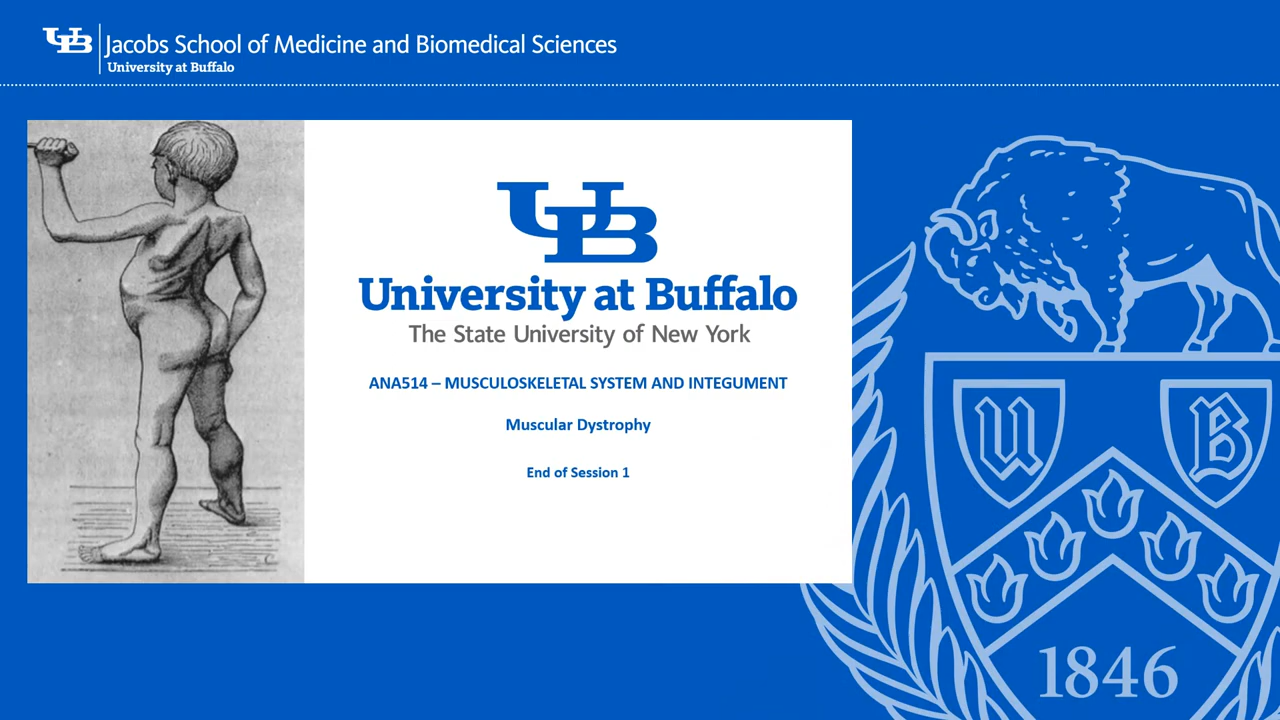 UB
Jacobs School of Medicine and Biomedical Sciences
University at Buffalo
UB
University at Buffalo
The State University of New York
ANA514 – MUSCULOSKELETAL SYSTEM AND INTEGUMENT
Muscular Dystrophy
End of Session 1
U B
1846